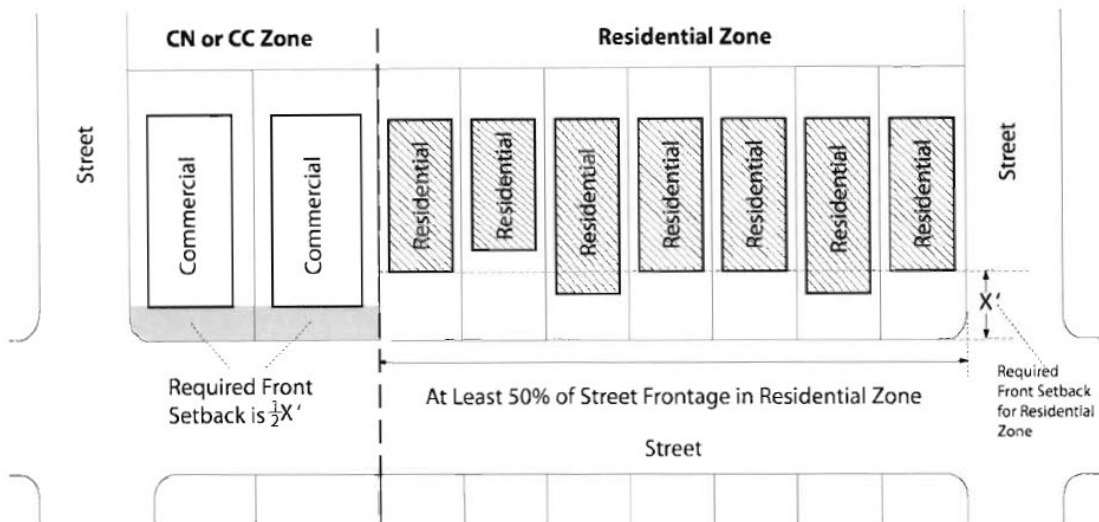 CN or CC Zone
Residential Zone
Street
Commercial
Commercial
Residential
Residential
Residential
Residential
Residential
Residential
Residential
Street
X'
Required Front
Setback is ½X'
At Least 50% of Street Frontage in Residential Zone
Required
Front Setback
for Residential
Zone
Street